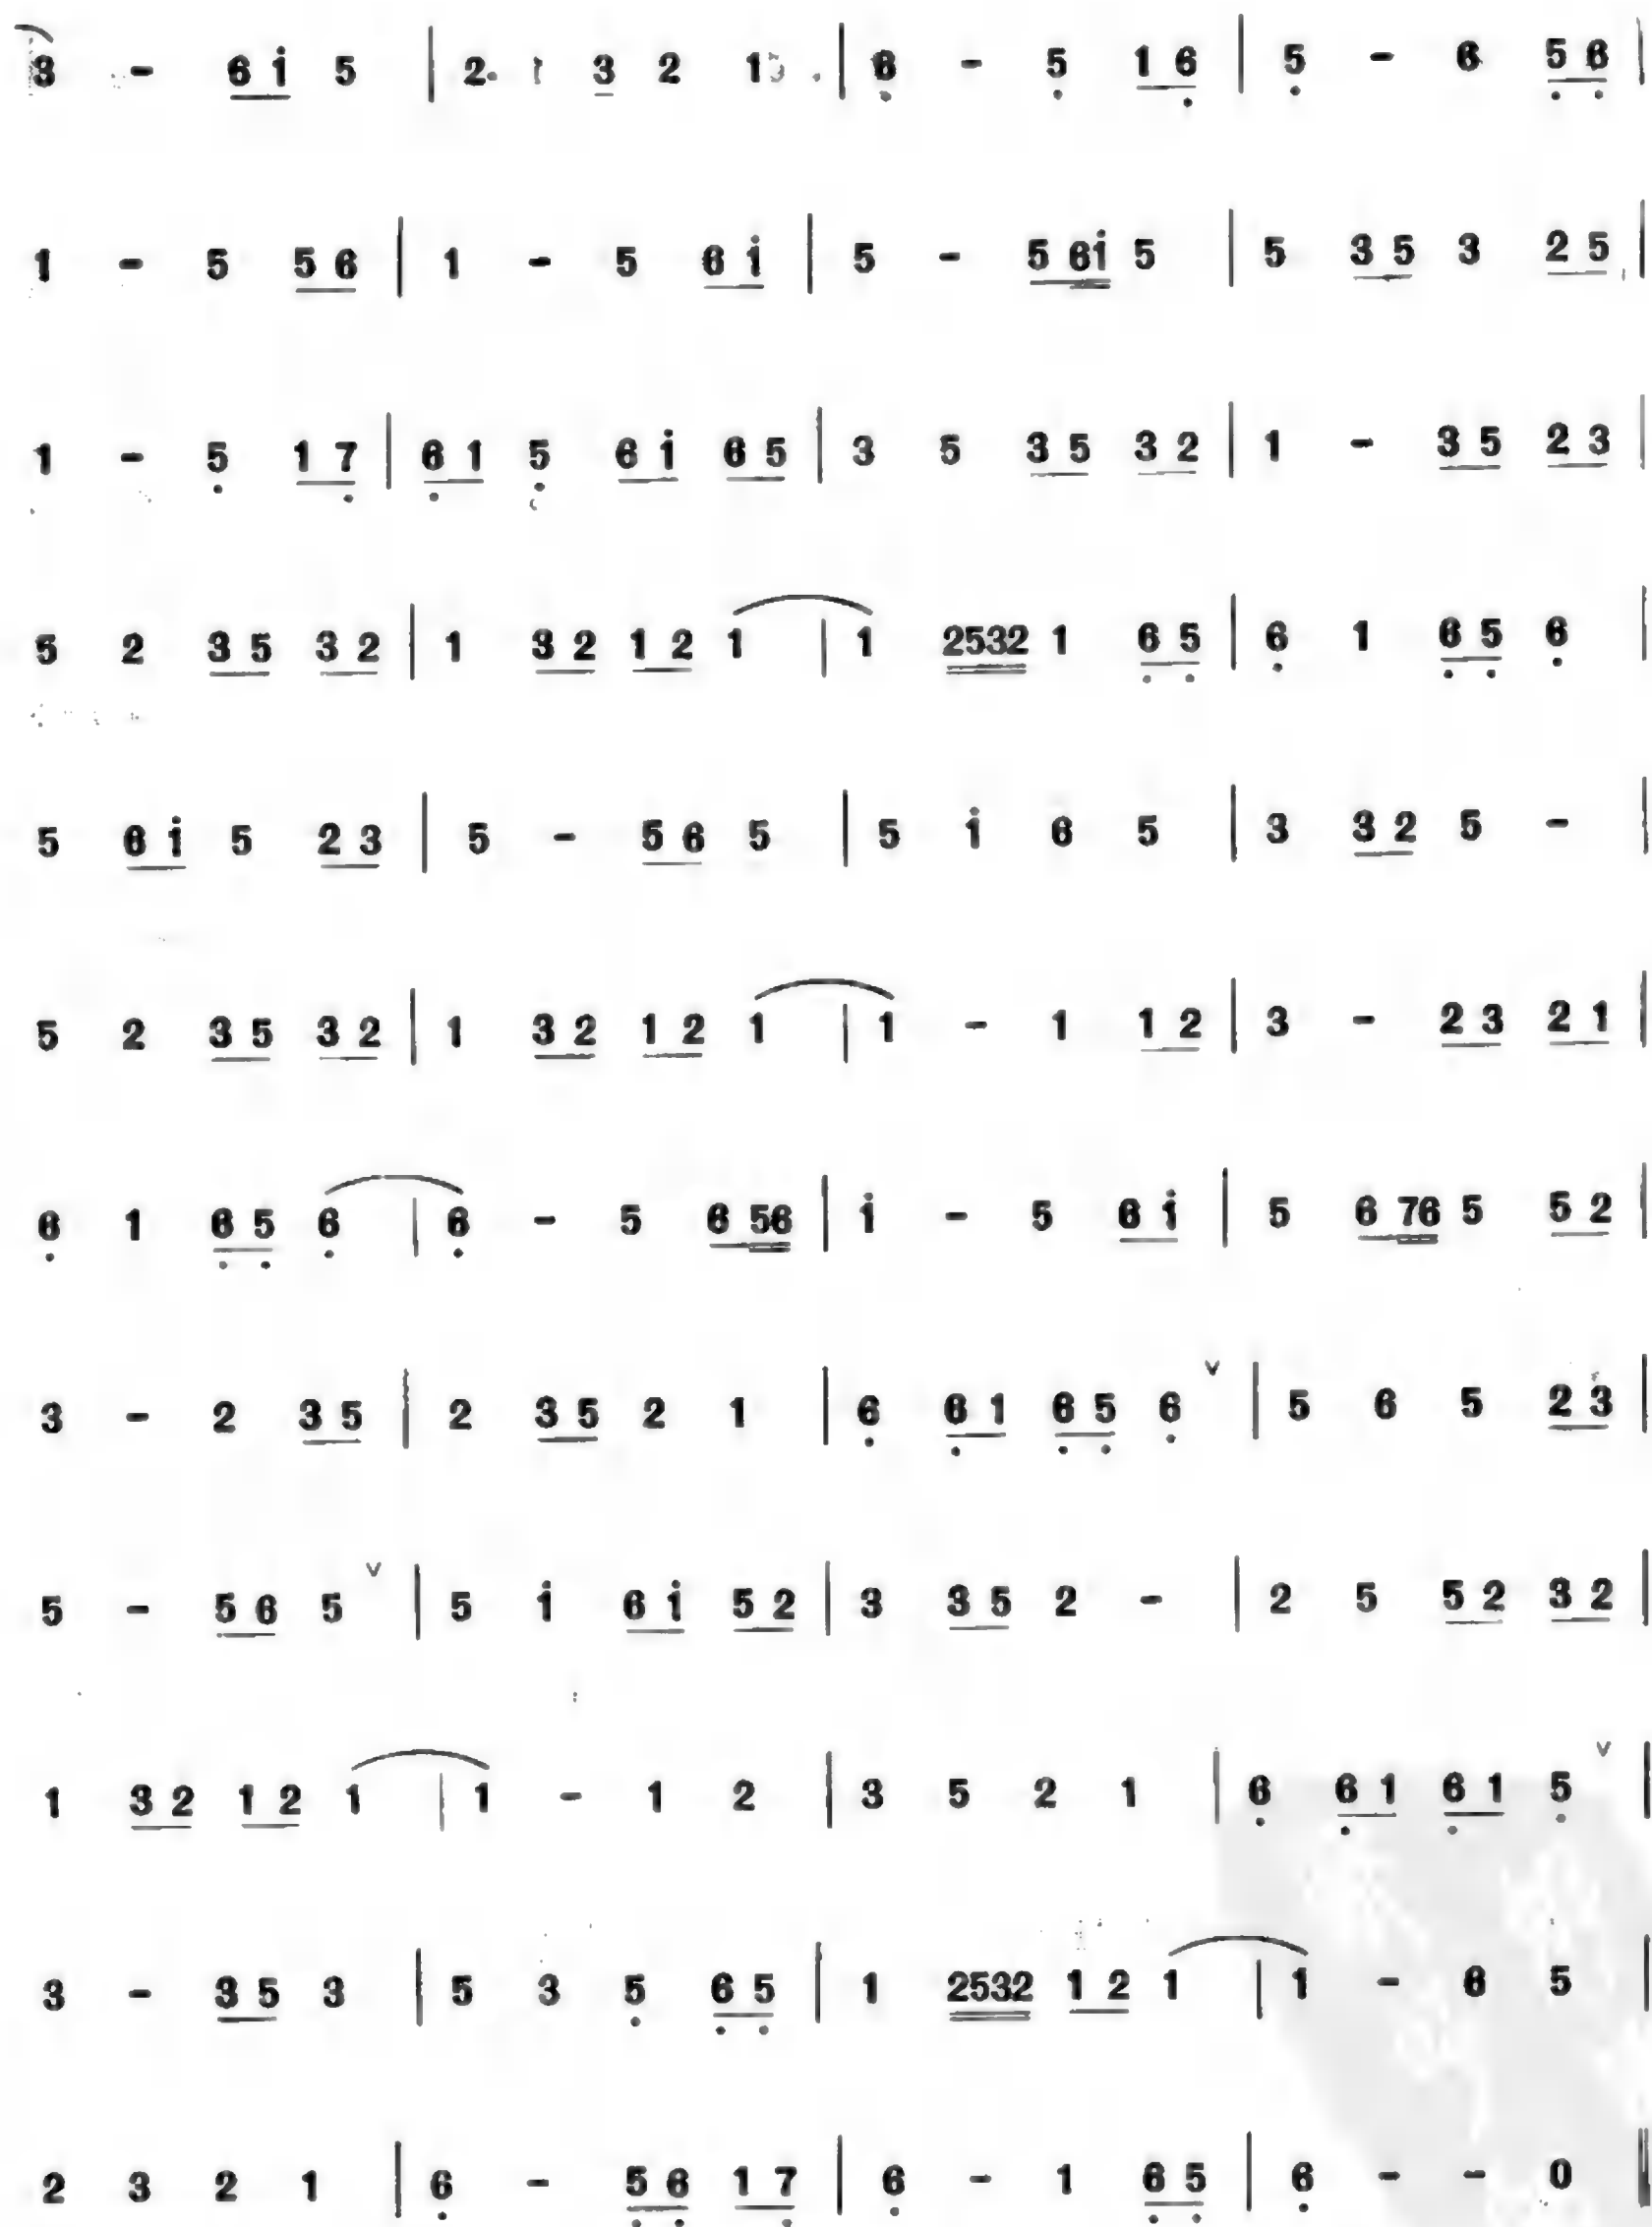 3 - 6 i 5 | 2. 3 2 1 | 6 - 5 1 6 | 5 - 6 5 6 |
1 - 5 5 6 | 1 - 5 6 i | 5 - 5 6i 5 | 5 3 5 3 2 5 |
1 - 5 1 7 | 6 1 5 6 i 6 5 | 3 5 3 5 3 2 | 1 - 3 5 2 3 |
5 2 3 5 3 2 | 1 3 2 1 2 1 | 1 2532 1 6 5 | 6 1 6 5 6 |
5 6 i 5 2 3 | 5 - 5 6 5 | 5 i 6 5 | 3 3 2 5 - |
5 2 3 5 3 2 | 1 3 2 1 2 1 | 1 - 1 1 2 | 3 - 2 3 2 1 |
6 1 6 5 6 | 6 - 5 6 56 | i - 5 6 i | 5 6 76 5 5 2 |
3 - 2 3 5 | 2 3 5 2 1 | 6 6 1 6 5 6 v | 5 6 5 2 3 |
5 - 5 6 5 v | 5 i 6 i 5 2 | 3 3 5 2 - | 2 5 5 2 3 2 |
1 3 2 1 2 1 | 1 - 1 2 | 3 5 2 1 | 6 6 1 6 1 5 v |
3 - 3 5 3 | 5 3 5 6 5 | 1 2532 1 2 1 | 1 - 6 5 |
2 3 2 1 | 6 - 5 6 1 7 | 6 - 1 6 5 | 6 - - 0 ‖